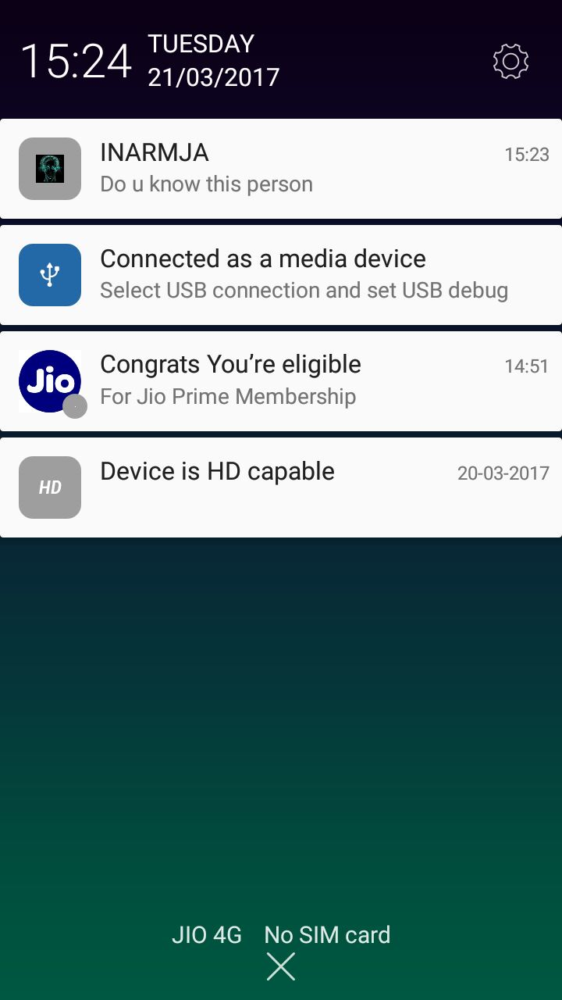 15:24
TUESDAY
21/03/2017
INARMJA
15:23
Do u know this person
Connected as a media device
Select USB connection and set USB debug
Jio
Congrats You’re eligible
14:51
For Jio Prime Membership
HD
Device is HD capable
20-03-2017
JIO 4G No SIM card